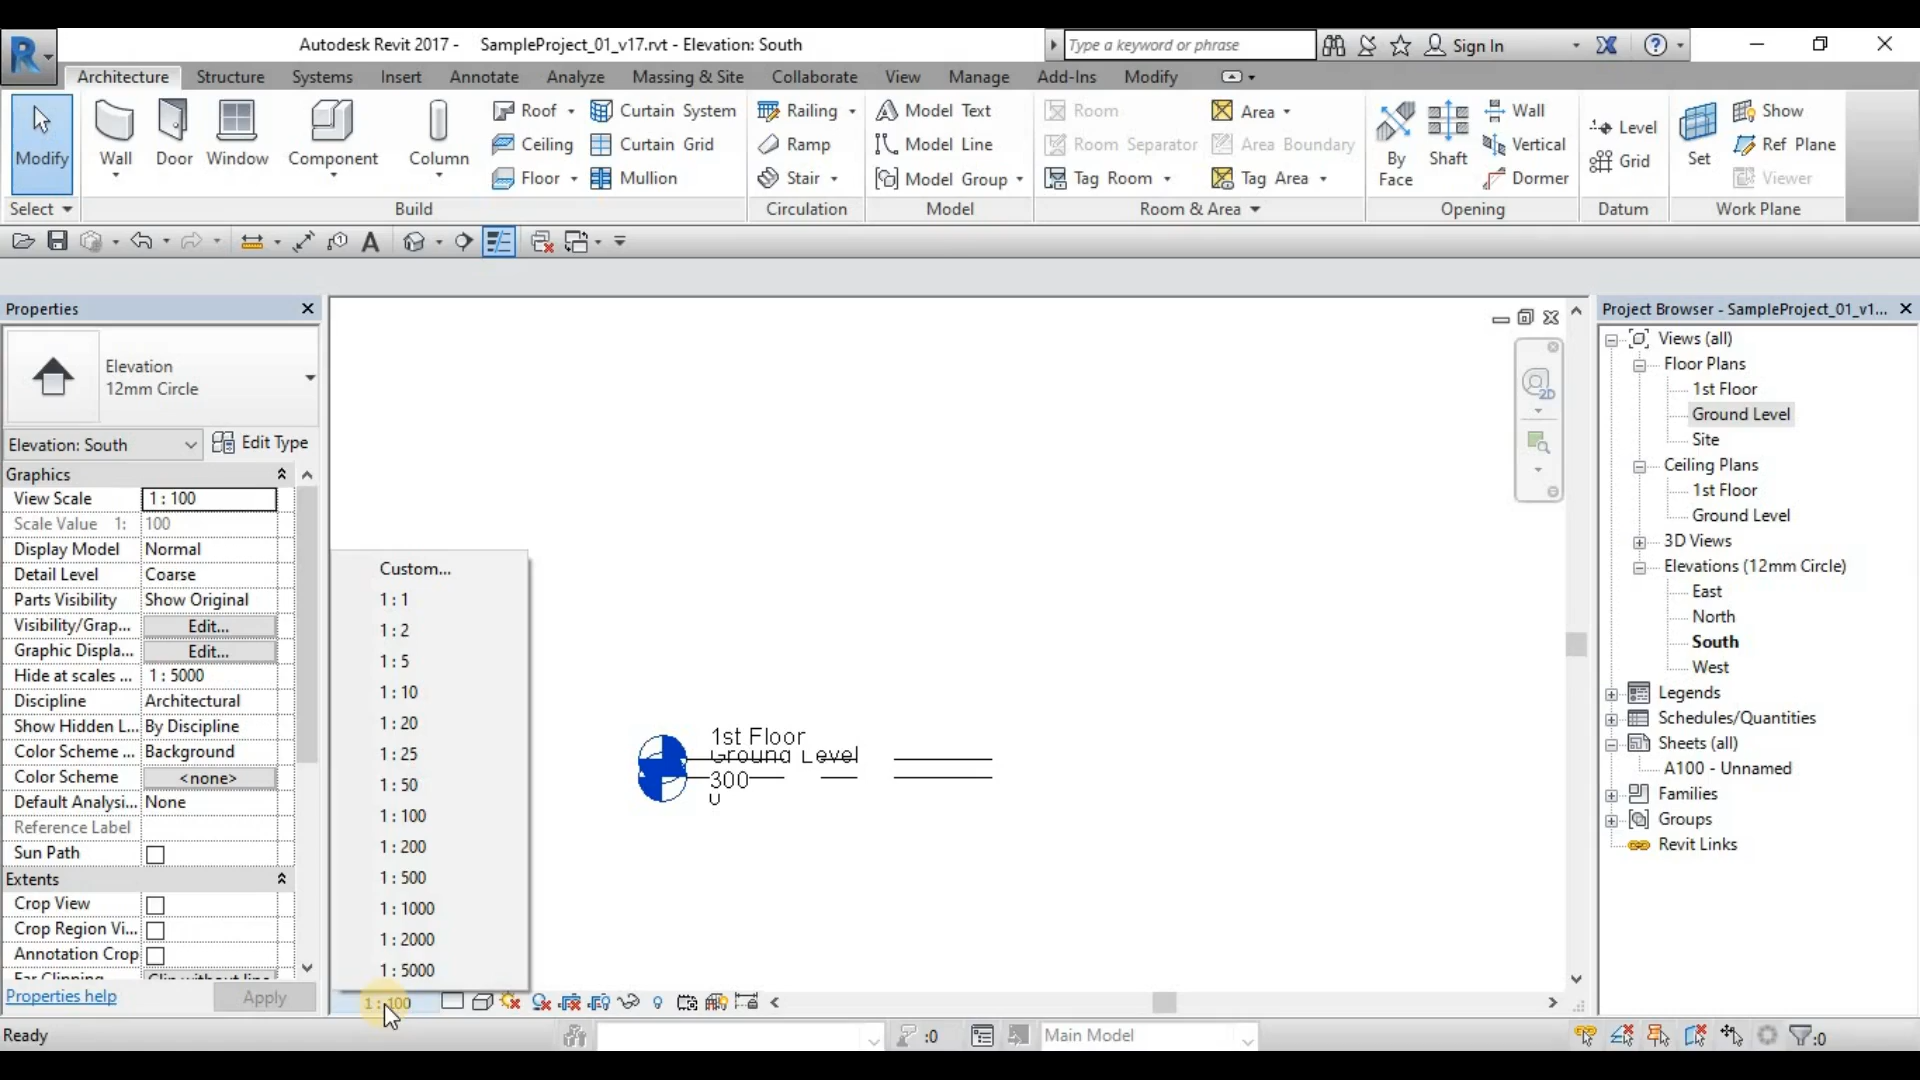 Autodesk Revit 2017 - SampleProject_01_v17.rvt - Elevation: South
Type a keyword or phrase
Sign In
Architecture Structure Systems Insert Annotate Analyze Massing & Site Collaborate View Manage Add-Ins Modify
Modify
Wall
Door
Window
Component
Column
Roof
Ceiling
Floor
Curtain System
Curtain Grid
Mullion
Railing
Ramp
Stair
Model Text
Model Line
Model Group
Room
Room Separator
Tag Room
Area
Area Boundary
Tag Area
By Face
Shaft
Wall
Vertical
Dormer
Level
Grid
Set
Show
Ref Plane
Viewer
Select
Build
Circulation
Model
Room & Area
Opening
Datum
Work Plane
Properties
Elevation
12mm Circle
Elevation: South
Edit Type
Graphics
View Scale 1 : 100
Scale Value 1: 100
Display Model Normal
Detail Level Coarse
Parts Visibility Show Original
Visibility/Grap... Edit...
Graphic Displa... Edit...
Hide at scales ... 1 : 5000
Discipline Architectural
Show Hidden L... By Discipline
Color Scheme ... Background
Color Scheme <none>
Default Analysi... None
Reference Label
Sun Path
Extents
Crop View
Crop Region Vi...
Annotation Crop
Properties help
Apply
Custom...
1 : 1
1 : 2
1 : 5
1 : 10
1 : 20
1 : 25
1 : 50
1 : 100
1 : 200
1 : 500
1 : 1000
1 : 2000
1 : 5000
1 : 100
1st Floor
Ground Level
300
0
2D
Project Browser - SampleProject_01_v1...
Views (all)
Floor Plans
1st Floor
Ground Level
Site
Ceiling Plans
1st Floor
Ground Level
3D Views
Elevations (12mm Circle)
East
North
South
West
Legends
Schedules/Quantities
Sheets (all)
A100 - Unnamed
Families
Groups
Revit Links
Ready
:0
Main Model
:0